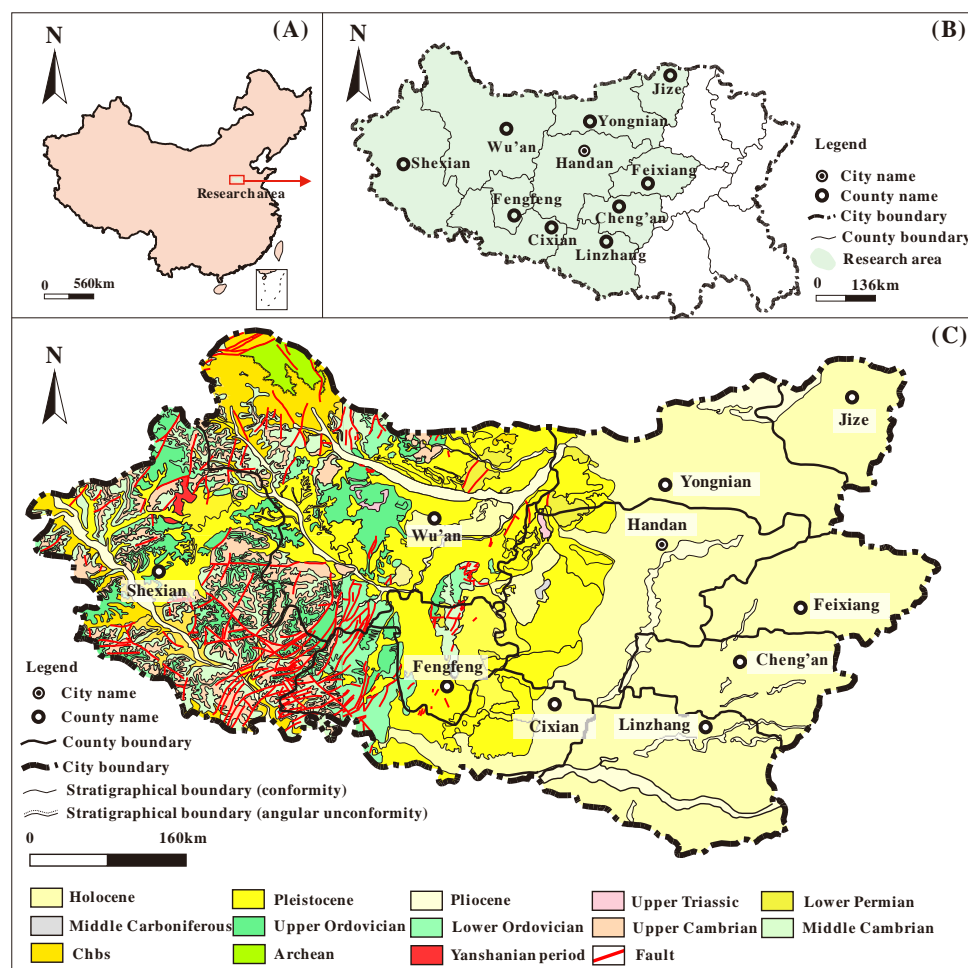 (A)
N
Research area
0 560km
(B)
N
Jize
Yongnian
Wu'an
Handan
Shexian
Feixiang
Fengfeng
Cheng'an
Cixian
Linzhang
Legend
City name
County name
City boundary
County boundary
Research area
0 136km
(C)
N
Jize
Yongnian
Handan
Wu'an
Shexian
Feixiang
Fengfeng
Cheng'an
Cixian
Linzhang
Legend
City name
County name
County boundary
City boundary
Stratigraphical boundary (conformity)
Stratigraphical boundary (angular unconformity)
0 160km
Holocene Pleistocene Pliocene Upper Triassic Lower Permian
Middle Carboniferous Upper Ordovician Lower Ordovician Upper Cambrian Middle Cambrian
Chbs Archean Yanshanian period Fault